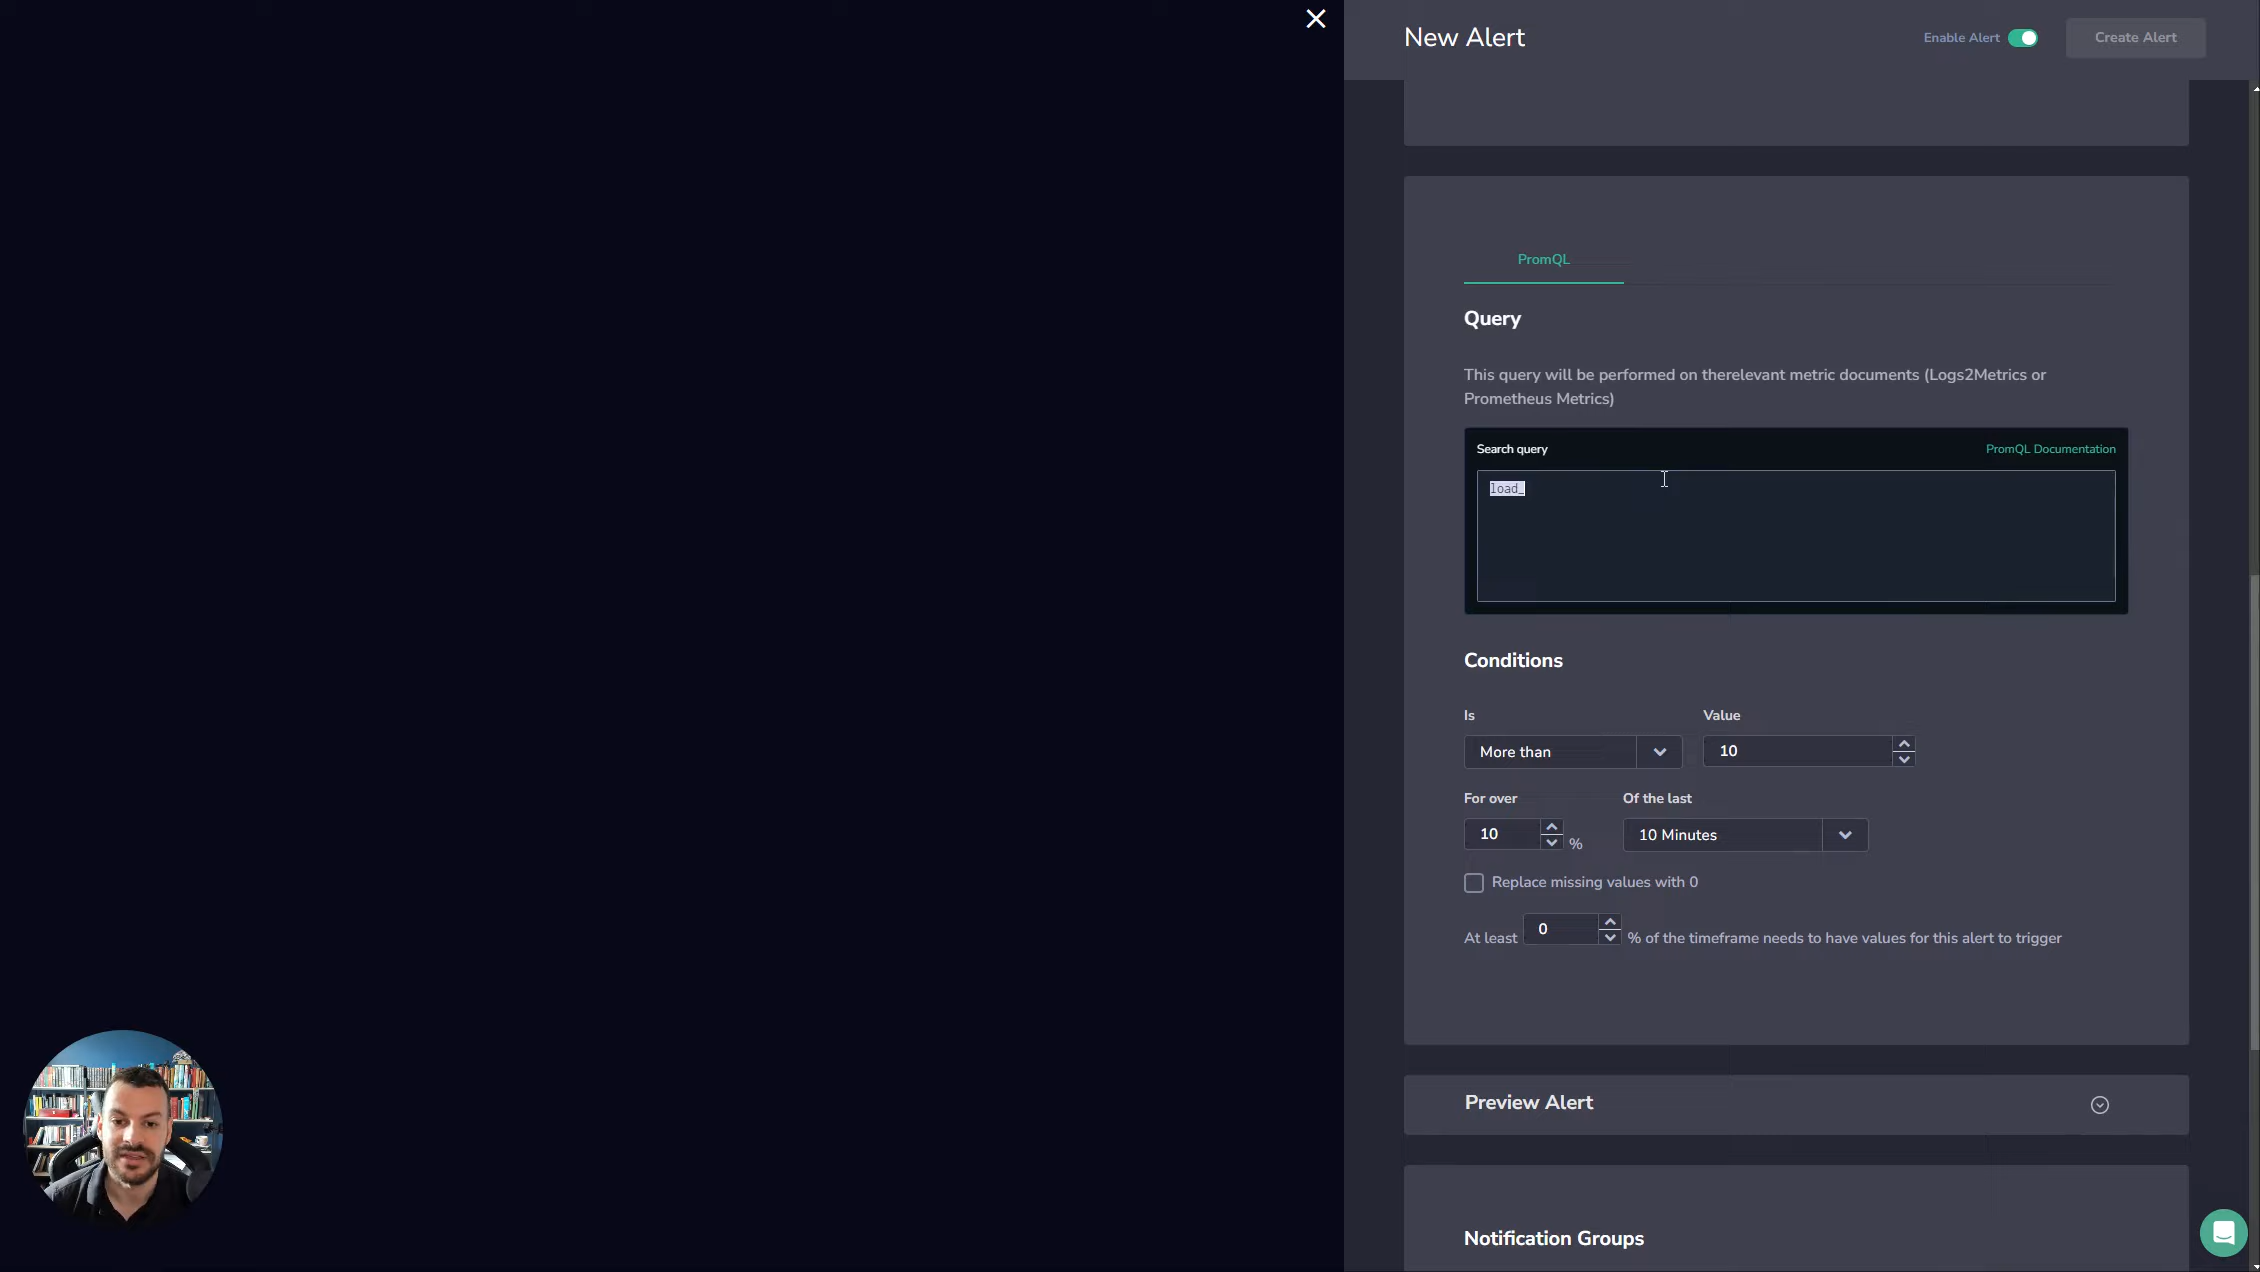 New Alert
Enable Alert
Create Alert
PromQL
Query
This query will be performed on therelevant metric documents (Logs2Metrics or
Prometheus Metrics)
Search query
PromQL Documentation
load_
Conditions
Is
Value
More than
10
For over
Of the last
10
%
10 Minutes
Replace missing values with 0
At least
0
% of the timeframe needs to have values for this alert to trigger
Preview Alert
Notification Groups